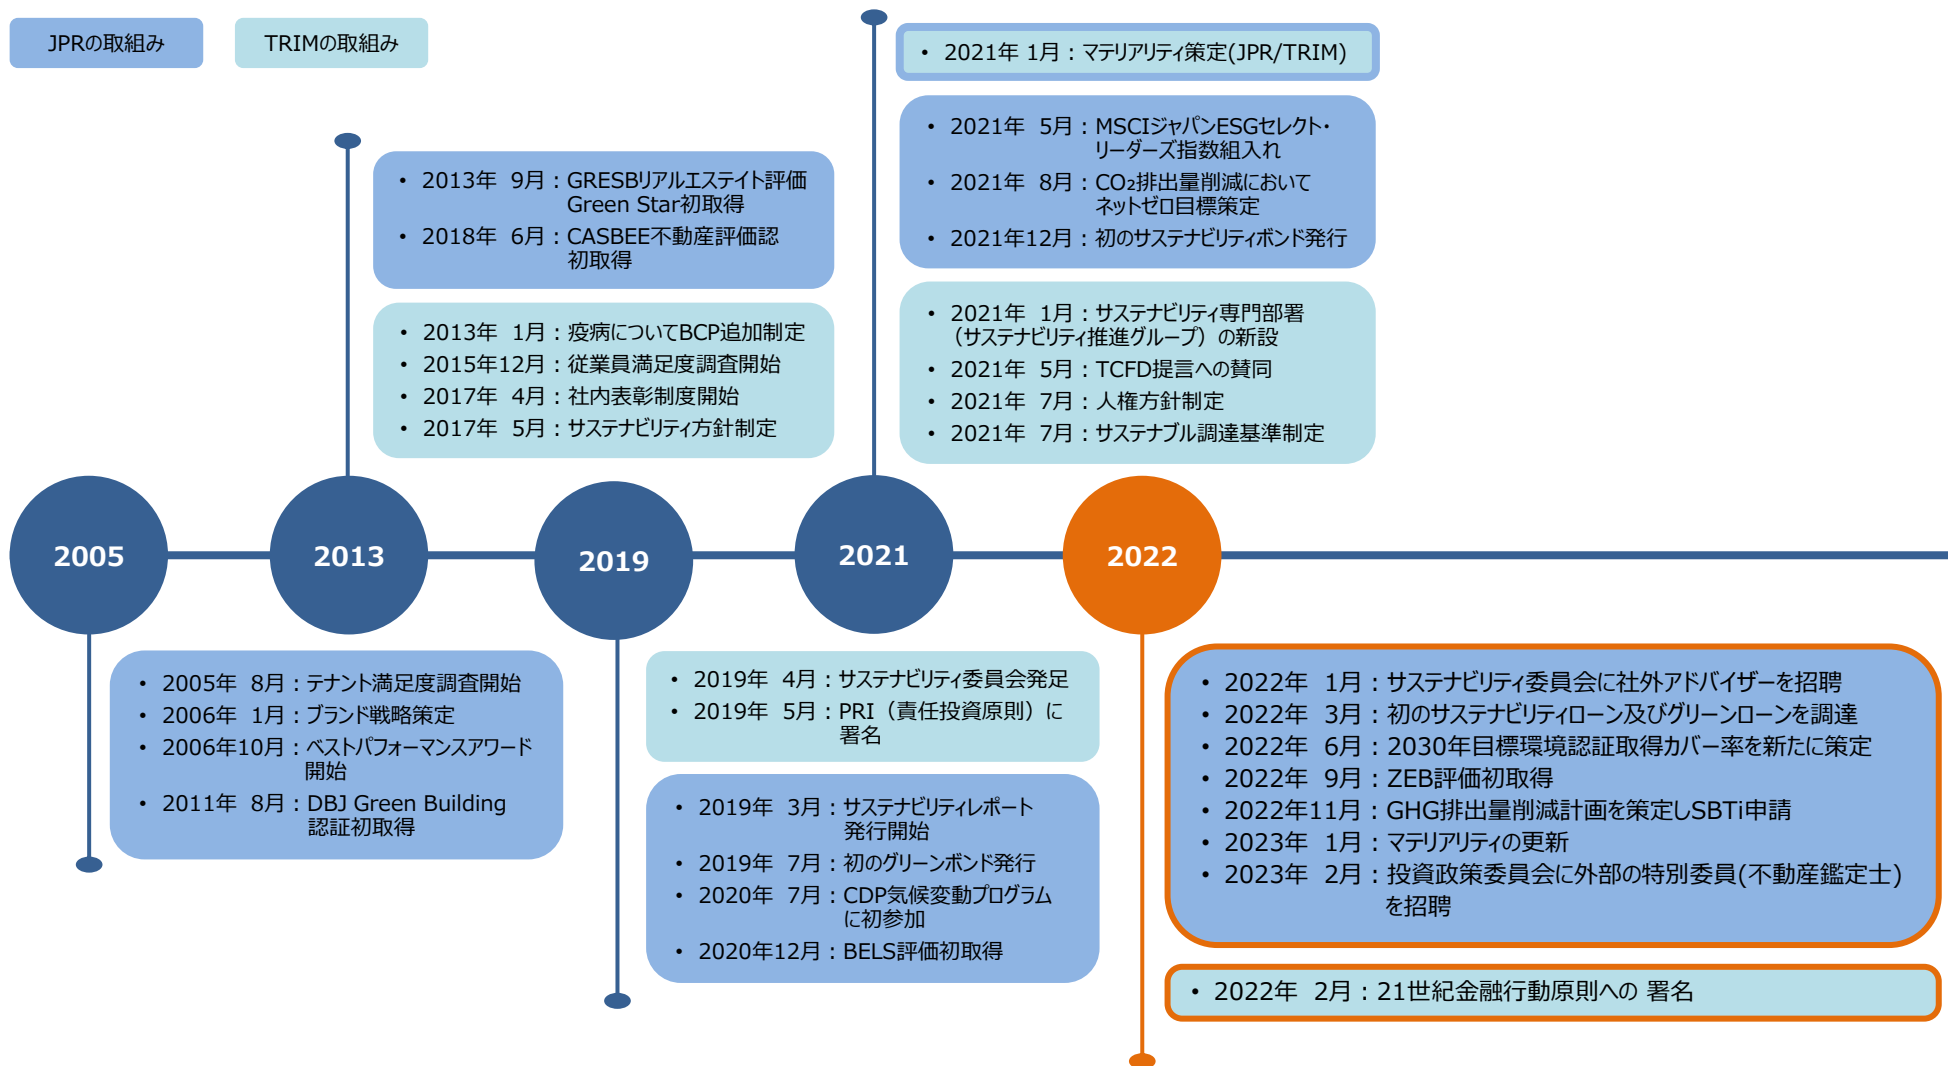 JPRの取組み
TRIMの取組み
• 2021年 1月：マテリアリティ策定(JPR/TRIM)
• 2021年 5月：MSCIジャパンESGセレクト・
リーダーズ指数組入れ
• 2021年 8月：CO₂排出量削減において
ネットゼロ目標策定
• 2021年12月：初のサステナビリティボンド発行
• 2013年 9月：GRESBリアルエステイト評価
Green Star初取得
• 2018年 6月：CASBEE不動産評価認
初取得
• 2013年 1月：疫病についてBCP追加制定
• 2015年12月：従業員満足度調査開始
• 2017年 4月：社内表彰制度開始
• 2017年 5月：サステナビリティ方針制定
• 2021年 1月：サステナビリティ専門部署
（サステナビリティ推進グループ）の新設
• 2021年 5月：TCFD提言への賛同
• 2021年 7月：人権方針制定
• 2021年 7月：サステナブル調達基準制定
2005
2013
2019
2021
2022
• 2005年 8月：テナント満足度調査開始
• 2006年 1月：ブランド戦略策定
• 2006年10月：ベストパフォーマンスアワード
開始
• 2011年 8月：DBJ Green Building
認証初取得
• 2019年 4月：サステナビリティ委員会発足
• 2019年 5月：PRI（責任投資原則）に
署名
• 2019年 3月：サステナビリティレポート
発行開始
• 2019年 7月：初のグリーンボンド発行
• 2020年 7月：CDP気候変動プログラム
に初参加
• 2020年12月：BELS評価初取得
• 2022年 1月：サステナビリティ委員会に社外アドバイザーを招聘
• 2022年 3月：初のサステナビリティローン及びグリーンローンを調達
• 2022年 6月：2030年目標環境認証取得カバー率を新たに策定
• 2022年 9月：ZEB評価初取得
• 2022年11月：GHG排出量削減計画を策定しSBTi申請
• 2023年 1月：マテリアリティの更新
• 2023年 2月：投資政策委員会に外部の特別委員(不動産鑑定士)
を招聘
• 2022年 2月：21世紀金融行動原則への 署名